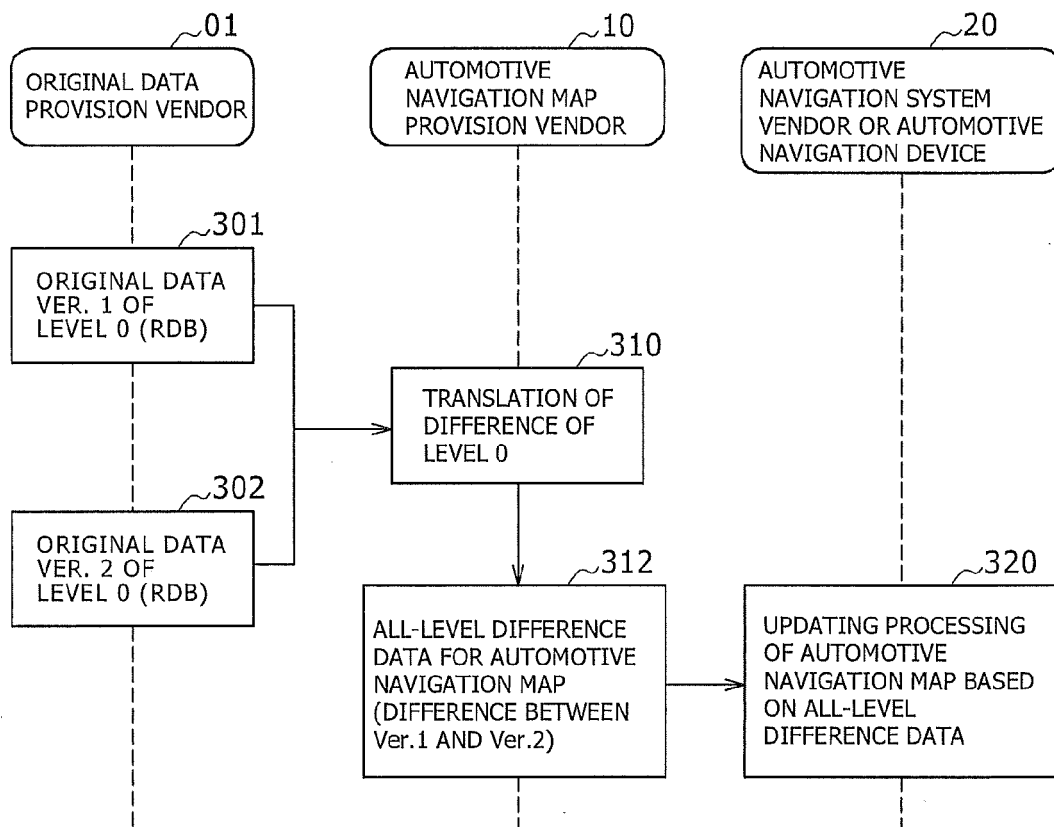 01
ORIGINAL DATA
PROVISION VENDOR
10
AUTOMOTIVE
NAVIGATION MAP
PROVISION VENDOR
20
AUTOMOTIVE
NAVIGATION SYSTEM
VENDOR OR AUTOMOTIVE
NAVIGATION DEVICE
301
ORIGINAL DATA
VER. 1 OF
LEVEL 0 (RDB)
302
ORIGINAL DATA
VER. 2 OF
LEVEL 0 (RDB)
310
TRANSLATION OF
DIFFERENCE OF
LEVEL 0
312
ALL-LEVEL DIFFERENCE
DATA FOR AUTOMOTIVE
NAVIGATION MAP
(DIFFERENCE BETWEEN
Ver.1 AND Ver.2)
320
UPDATING PROCESSING
OF AUTOMOTIVE
NAVIGATION MAP BASED
ON ALL-LEVEL
DIFFERENCE DATA